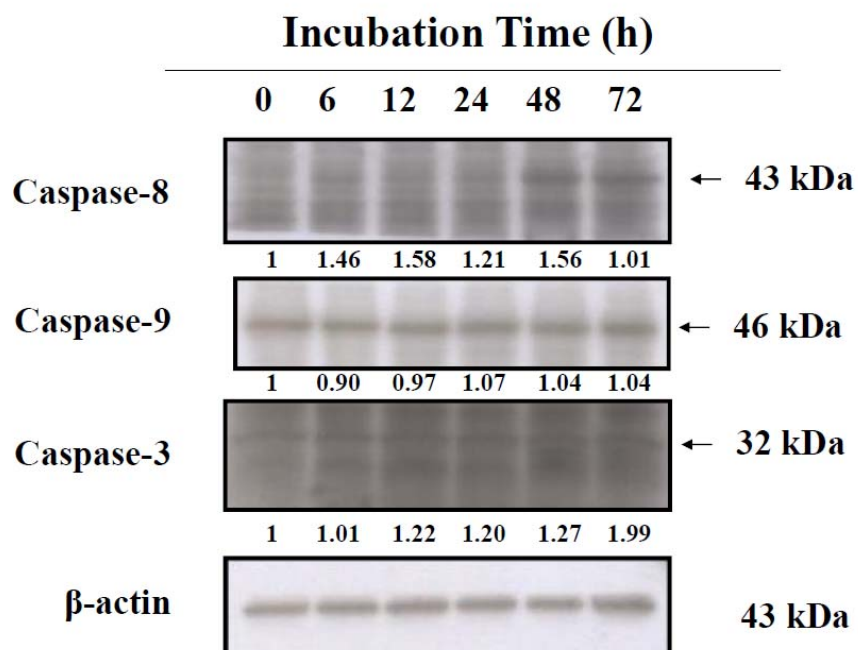 Incubation Time (h)
0 6 12 24 48 72
Caspase-8 43 kDa
1 1.46 1.58 1.21 1.56 1.01
Caspase-9 46 kDa
1 0.90 0.97 1.07 1.04 1.04
Caspase-3 32 kDa
1 1.01 1.22 1.20 1.27 1.99
β-actin 43 kDa